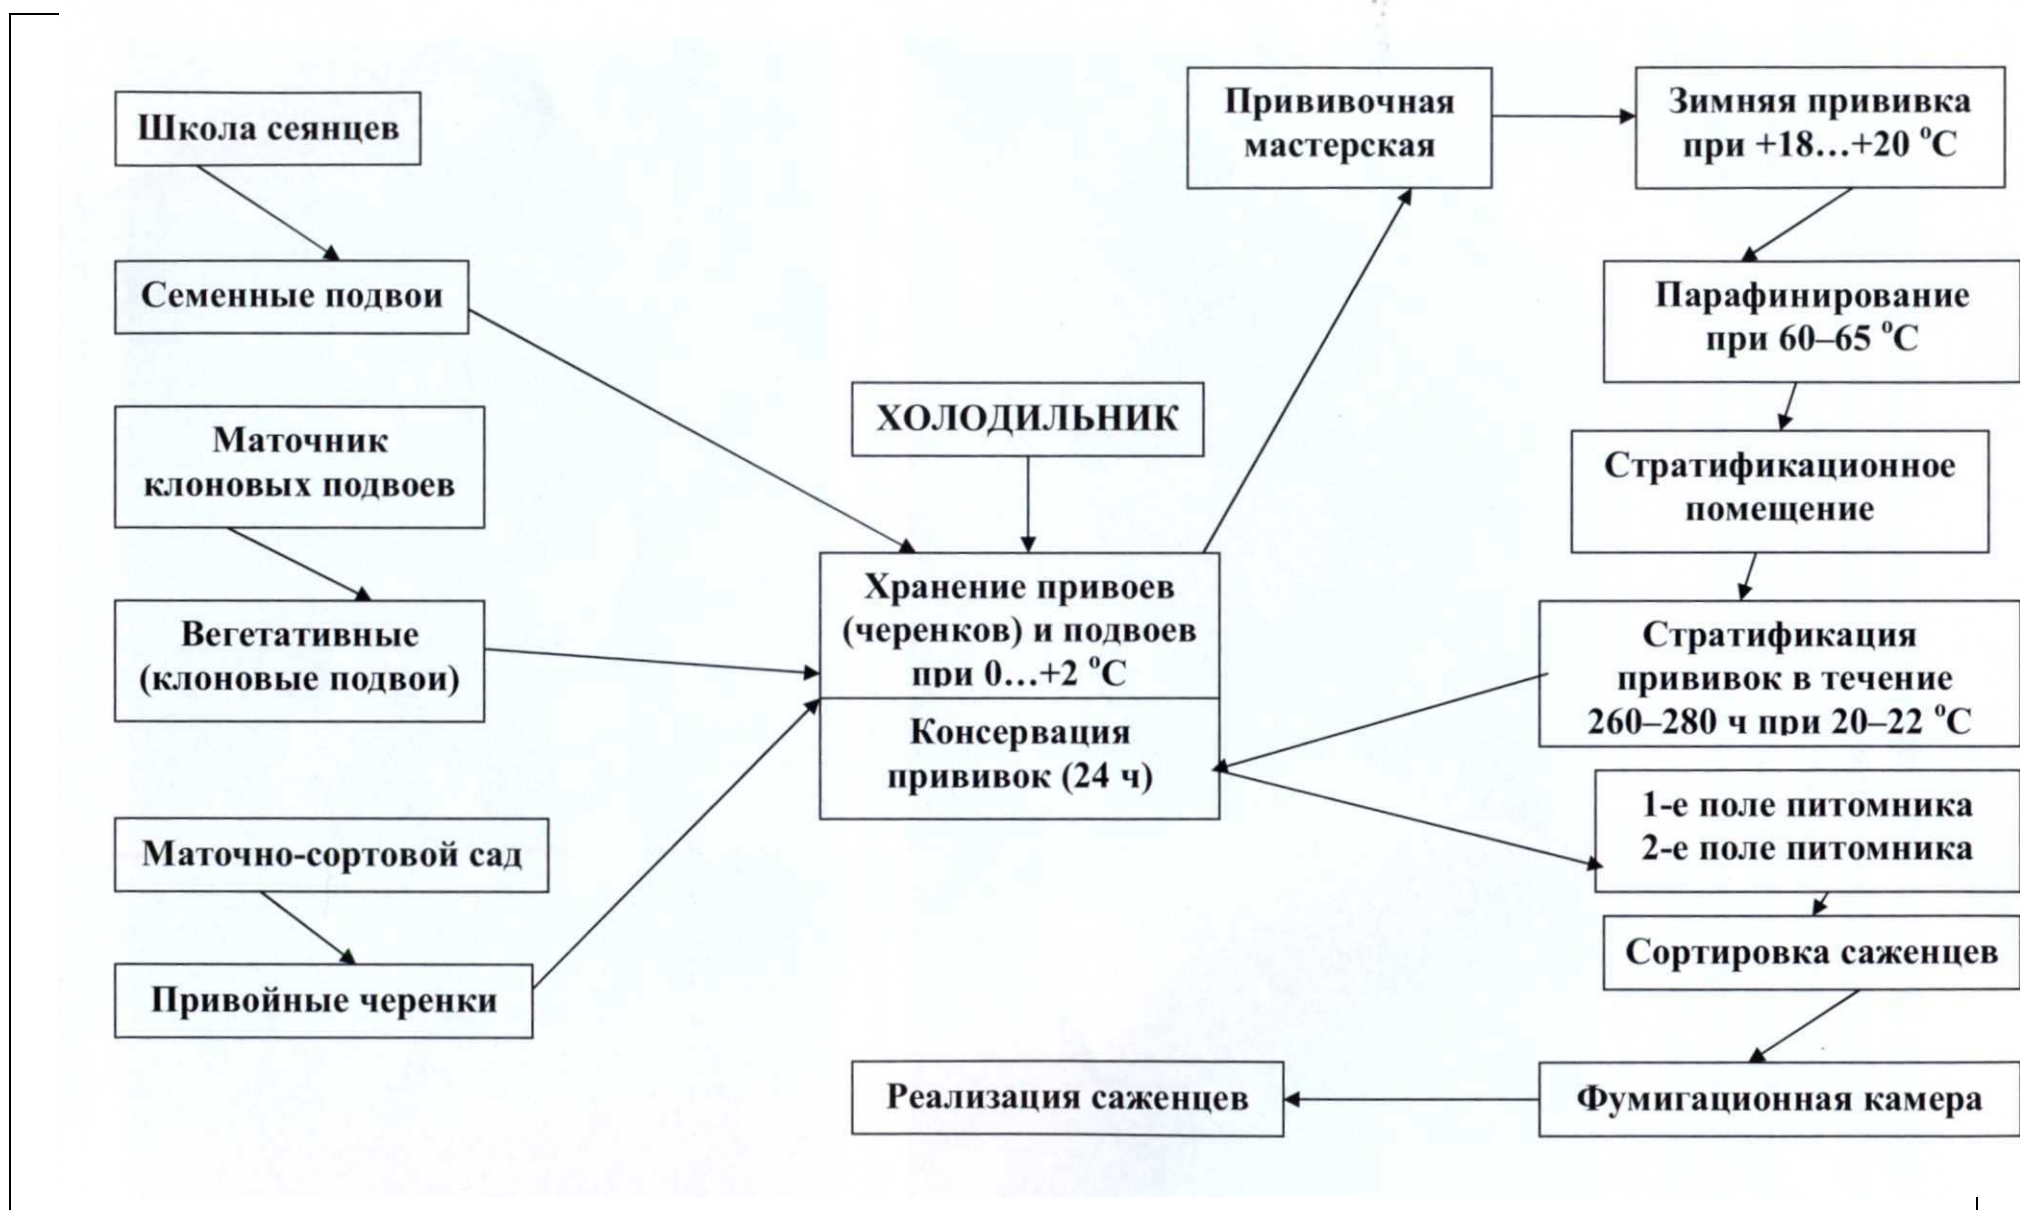 Школа сеянцев
Семенные подвои
Маточник
клоновых подвоев
Вегетативные
(клоновые подвои)
Маточно-сортовой сад
Привойные черенки
ХОЛОДИЛЬНИК
Хранение привоев
(черенков) и подвоев
при 0…+2 °С
Консервация
прививок (24 ч)
Прививочная
мастерская
Зимняя прививка
при +18…+20 °С
Парафинирование
при 60–65 °С
Стратификационное
помещение
Стратификация
прививок в течение
260–280 ч при 20–22 °С
1-е поле питомника
2-е поле питомника
Сортировка саженцев
Фумигационная камера
Реализация саженцев